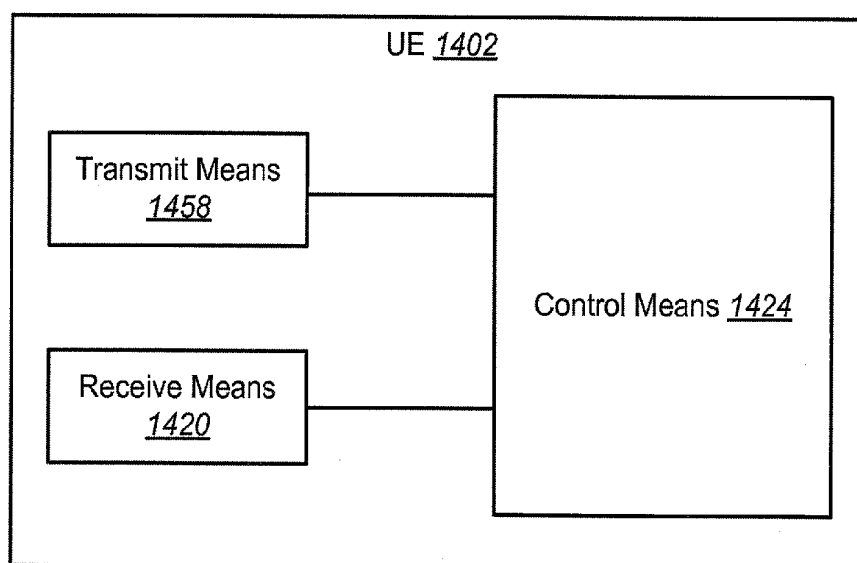 UE 1402
Transmit Means
1458
Control Means 1424
Receive Means
1420